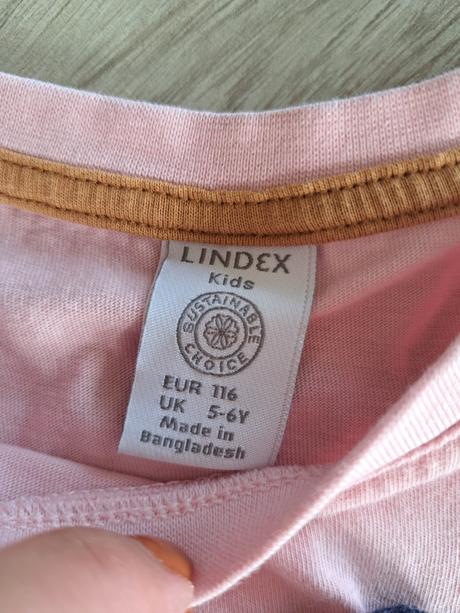 LINDEX
Kids
SUSTAINABLE
CHOICE
EUR 116
UK 5-6Y
Made in
Bangladesh